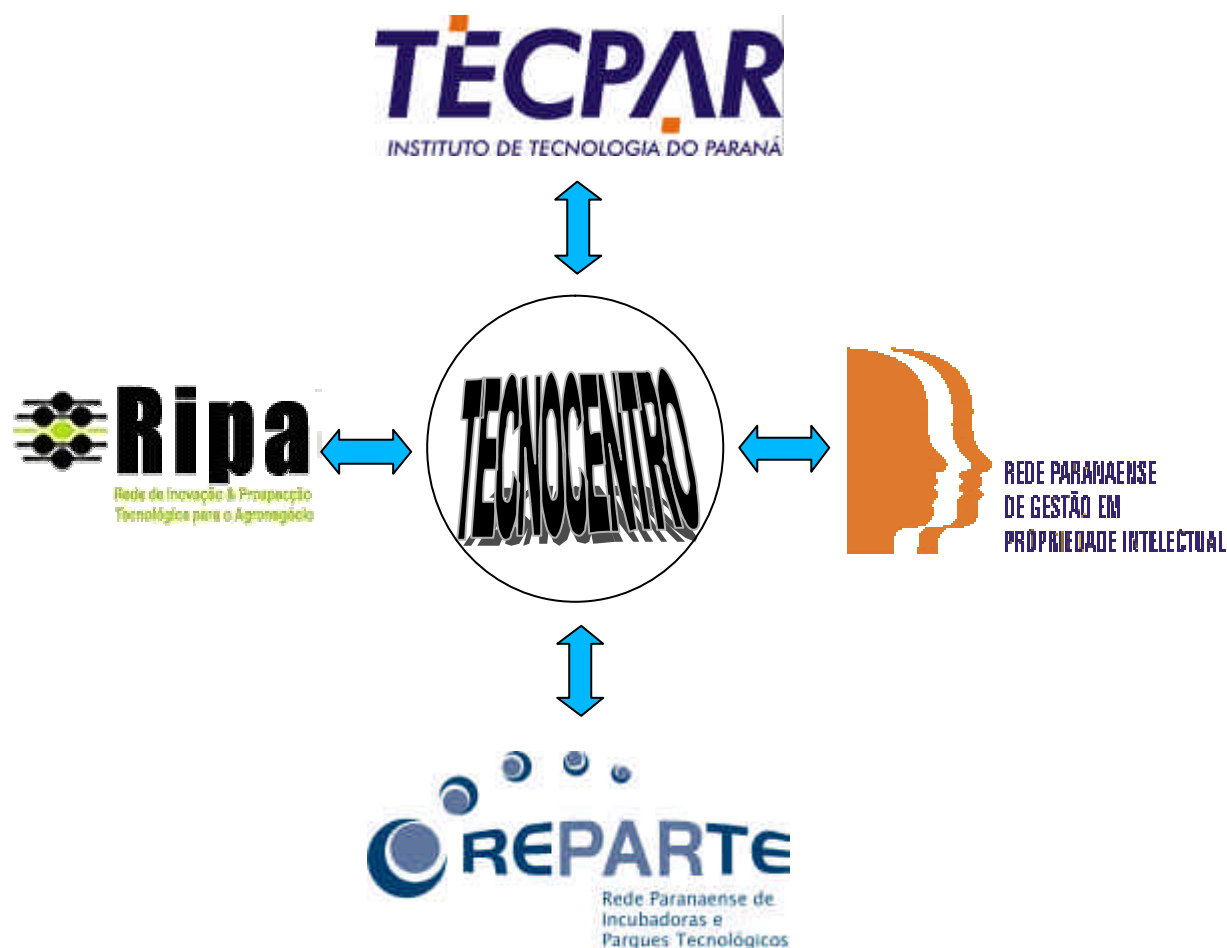 TECPAR
INSTITUTO DE TECNOLOGIA DO PARANÁ
Ripa
Rede de Inovação & Prospecção
Tecnológica para o Agronegócio
TECNOCENTRO
REDE PARANAENSE
DE GESTÃO EM
PROPRIEDADE INTELECTUAL
REPARTE
Rede Paranaense de
Incubadoras e
Parques Tecnológicos